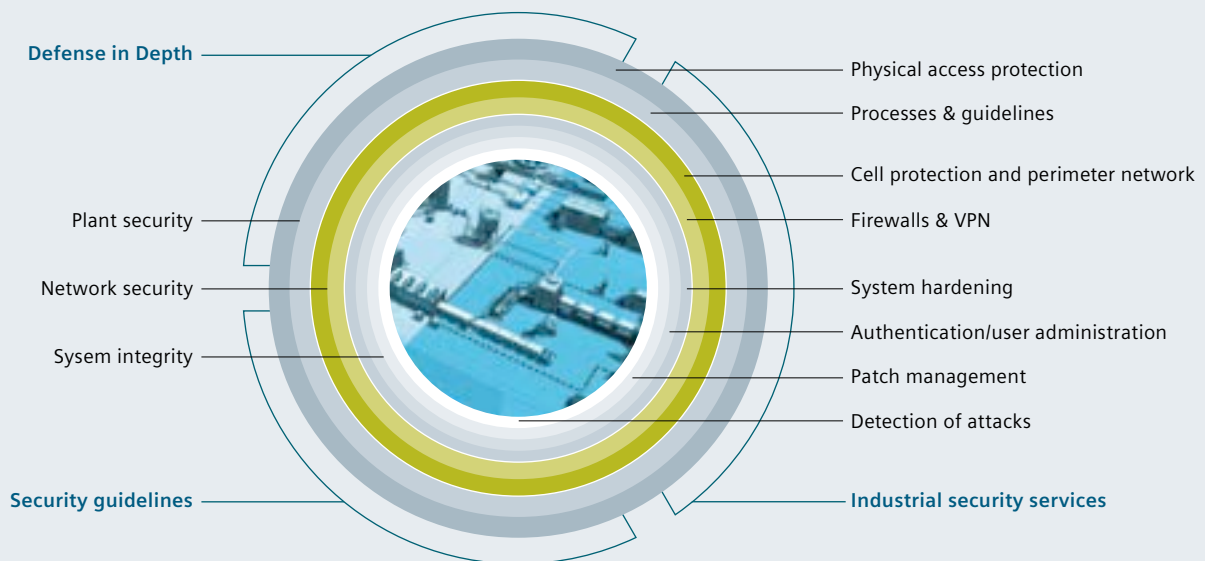 Defense in Depth
Plant security
Network security
Sysem integrity
Security guidelines
Physical access protection
Processes & guidelines
Cell protection and perimeter network
Firewalls & VPN
System hardening
Authentication/user administration
Patch management
Detection of attacks
Industrial security services